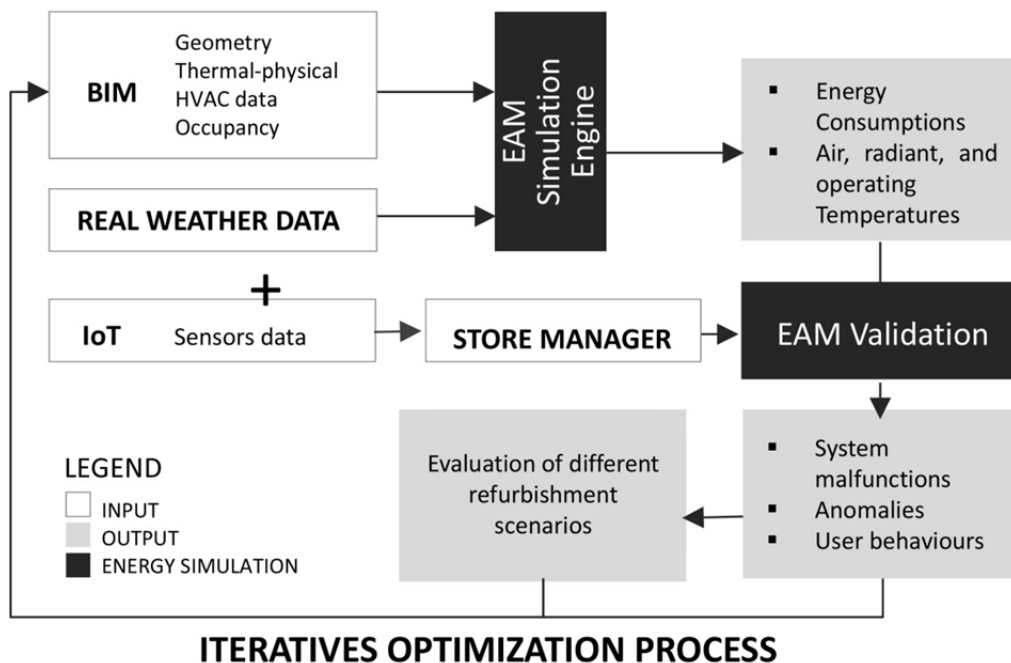 BIM
Geometry
Thermal-physical
HVAC data
Occupancy
REAL WEATHER DATA
+
IoT
Sensors data
STORE MANAGER
EAM
Simulation
Engine
▪ Energy
Consumptions
▪ Air, radiant, and
operating
Temperatures
EAM Validation
▪ System
malfunctions
▪ Anomalies
▪ User behaviours
Evaluation of different
refurbishment
scenarios
LEGEND
INPUT
OUTPUT
ENERGY SIMULATION
ITERATIVES OPTIMIZATION PROCESS